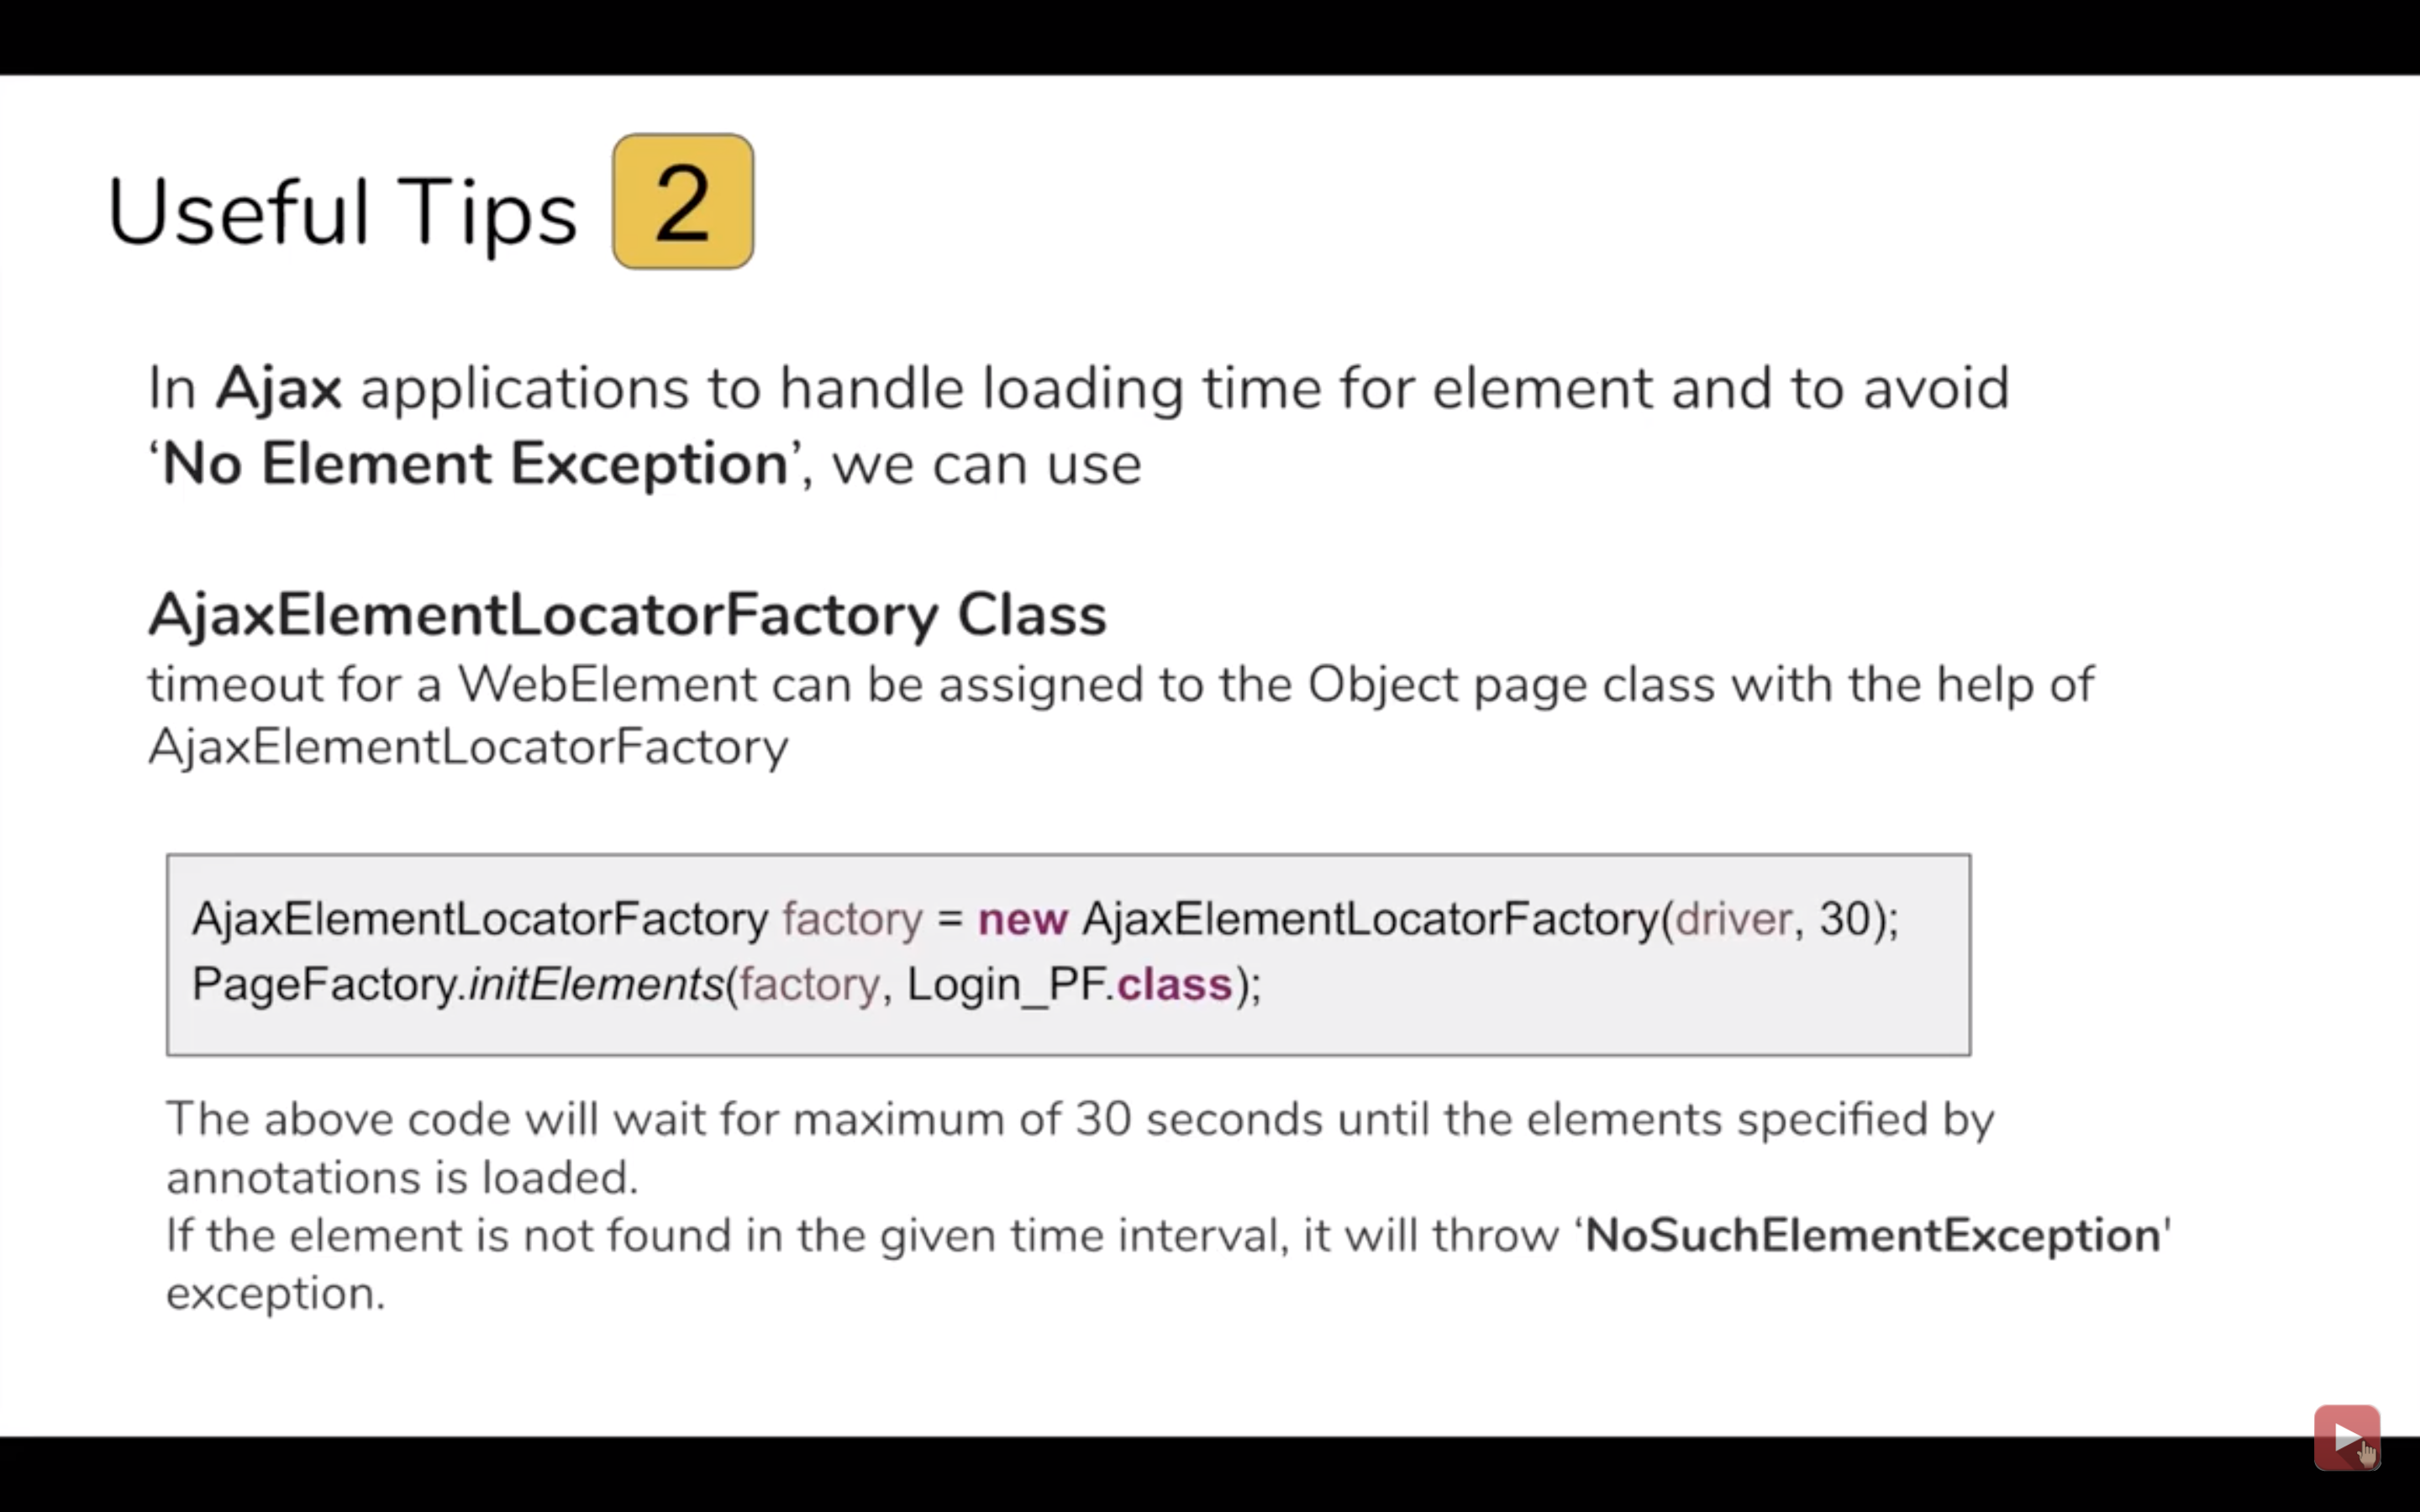 Useful Tips 2
In Ajax applications to handle loading time for element and to avoid
‘No Element Exception’, we can use
AjaxElementLocatorFactory Class
timeout for a WebElement can be assigned to the Object page class with the help of
AjaxElementLocatorFactory
AjaxElementLocatorFactory factory = new AjaxElementLocatorFactory(driver, 30);
PageFactory.initElements(factory, Login_PF.class);
The above code will wait for maximum of 30 seconds until the elements specified by
annotations is loaded.
If the element is not found in the given time interval, it will throw ‘NoSuchElementException'
exception.